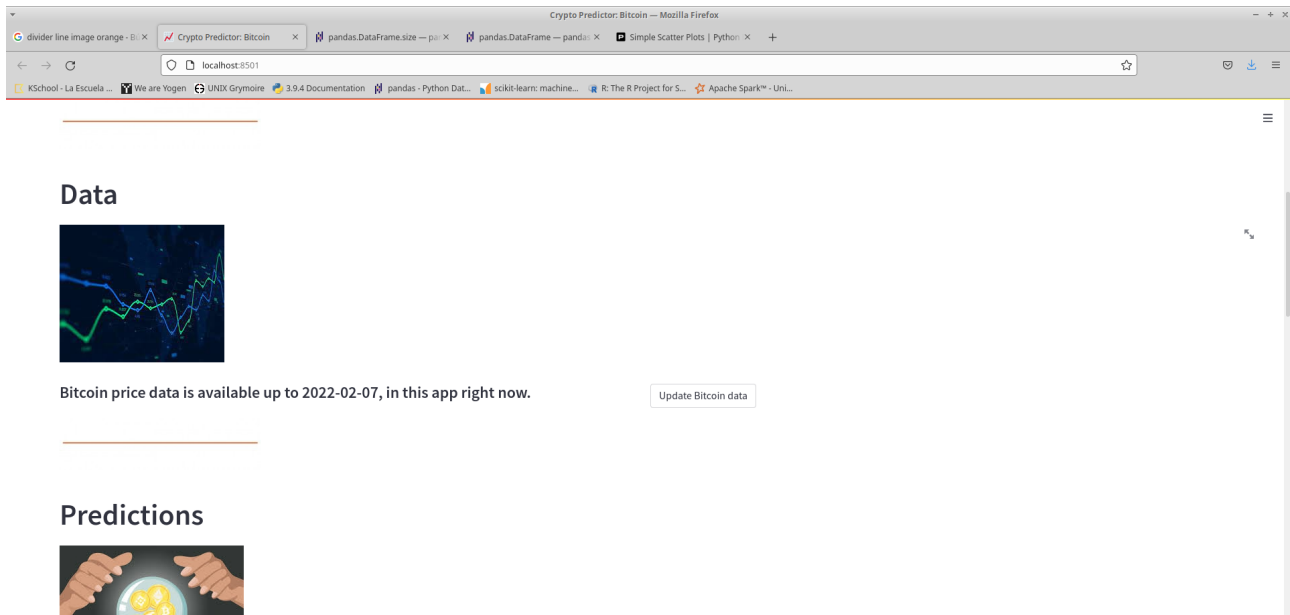 Crypto Predictor: Bitcoin — Mozilla Firefox
divider line image orange - Bu
Crypto Predictor: Bitcoin
pandas.DataFrame.size — pan
pandas.DataFrame — pandas
Simple Scatter Plots | Python
localhost:8501
KSchool - La Escuela ...
We are Yogen
UNIX Grymoire
3.9.4 Documentation
pandas - Python Dat...
scikit-learn: machine...
R: The R Project for S...
Apache Spark™ - Uni...
Data
Bitcoin price data is available up to 2022-02-07, in this app right now.
Update Bitcoin data
Predictions